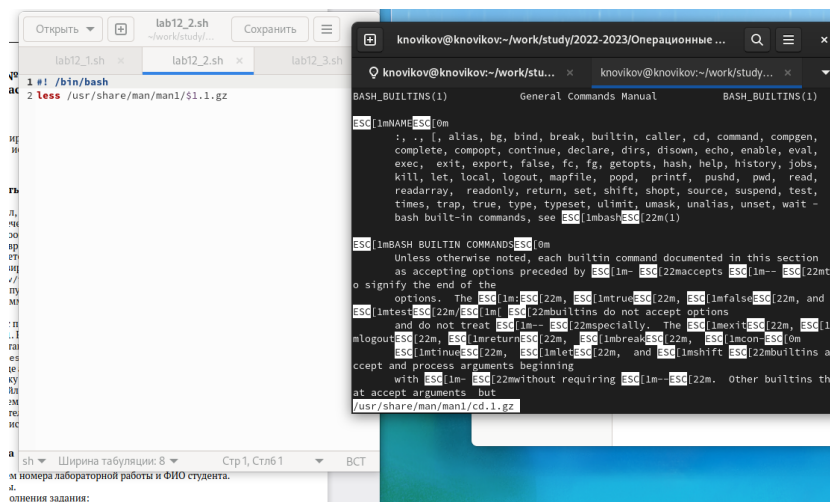 Открыть
lab12_2.sh
~/work/study/...
Сохранить
lab12_1.sh ×
lab12_2.sh ×
lab12_3.sh
1 #! /bin/bash
2 less /usr/share/man/man1/$1.1.gz
sh
Ширина табуляции: 8
Стр 1, Стлб 1
ВСТ
knovikov@knovikov:~/work/study/2022-2023/Операционные ...
knovikov@knovikov:~/work/stu... ×
knovikov@knovikov:~/work/study... ×
BASH_BUILTINS(1) General Commands Manual BASH_BUILTINS(1)
ESC[1mNAMEESC[0m
:, ., [, alias, bg, bind, break, builtin, caller, cd, command, compgen,
complete, compopt, continue, declare, dirs, disown, echo, enable, eval,
exec, exit, export, false, fc, fg, getopts, hash, help, history, jobs,
kill, let, local, logout, mapfile, popd, printf, pushd, pwd, read,
readarray, readonly, return, set, shift, shopt, source, suspend, test,
times, trap, true, type, typeset, ulimit, umask, unalias, unset, wait -
bash built-in commands, see ESC[1mbashESC[22m(1)
ESC[1mBASH BUILTIN COMMANDSESC[0m
Unless otherwise noted, each builtin command documented in this section
as accepting options preceded by ESC[1m- ESC[22maccepts ESC[1m-- ESC[22mt
o signify the end of the
options. The ESC[1m:ESC[22m, ESC[1mtrueESC[22m, ESC[1mfalseESC[22m, and
ESC[1mtestESC[22m/ESC[1m[ ESC[22mbuiltins do not accept options
and do not treat ESC[1m-- ESC[22mspecially. The ESC[1mexitESC[22m, ESC[1
mlogoutESC[22m, ESC[1mreturnESC[22m, ESC[1mbreakESC[22m, ESC[1mcon-ESC[0m
ESC[1mtinueESC[22m, ESC[1mletESC[22m, and ESC[1mshift ESC[22mbuiltins a
ccept and process arguments beginning
with ESC[1m- ESC[22mwithout requiring ESC[1m--ESC[22m. Other builtins th
at accept arguments but
/usr/share/man/man1/cd.1.gz
номера лабораторной работы и ФИО студента.
задания: